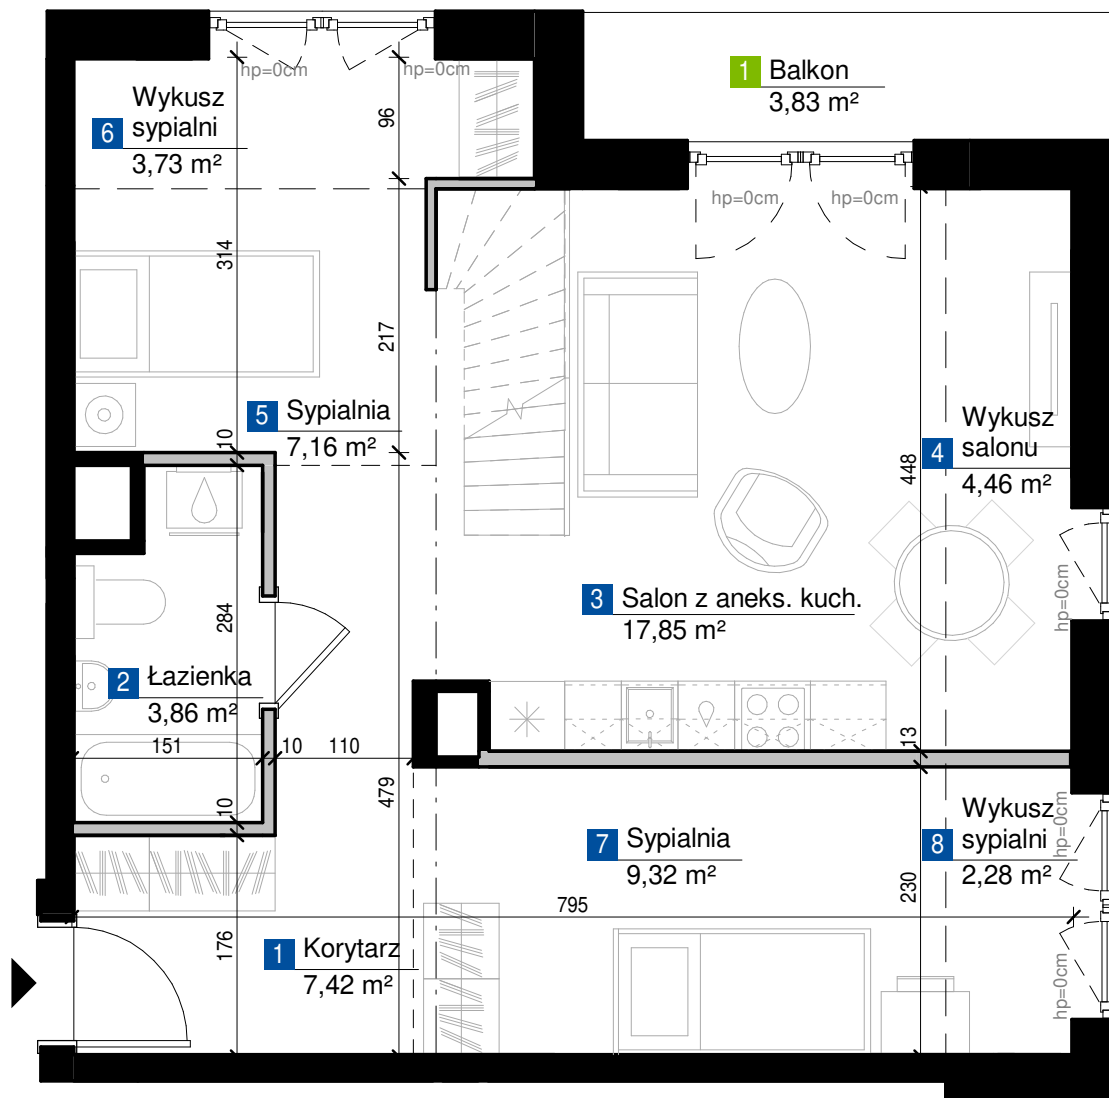 hp=0cm
hp=0cm
1 Balkon
3,83 m²
Wykusz
6 sypialni
3,73 m²
96
hp=0cm
hp=0cm
314
217
5 Sypialnia
7,16 m²
10
Wykusz
4 salonu
4,46 m²
448
hp=0cm
3 Salon z aneks. kuch.
17,85 m²
284
2 Łazienka
3,86 m²
151
10
110
13
479
10
hp=0cm
7 Sypialnia
9,32 m²
Wykusz
8 sypialni
2,28 m²
230
795
176
1 Korytarz
7,42 m²
hp=0cm